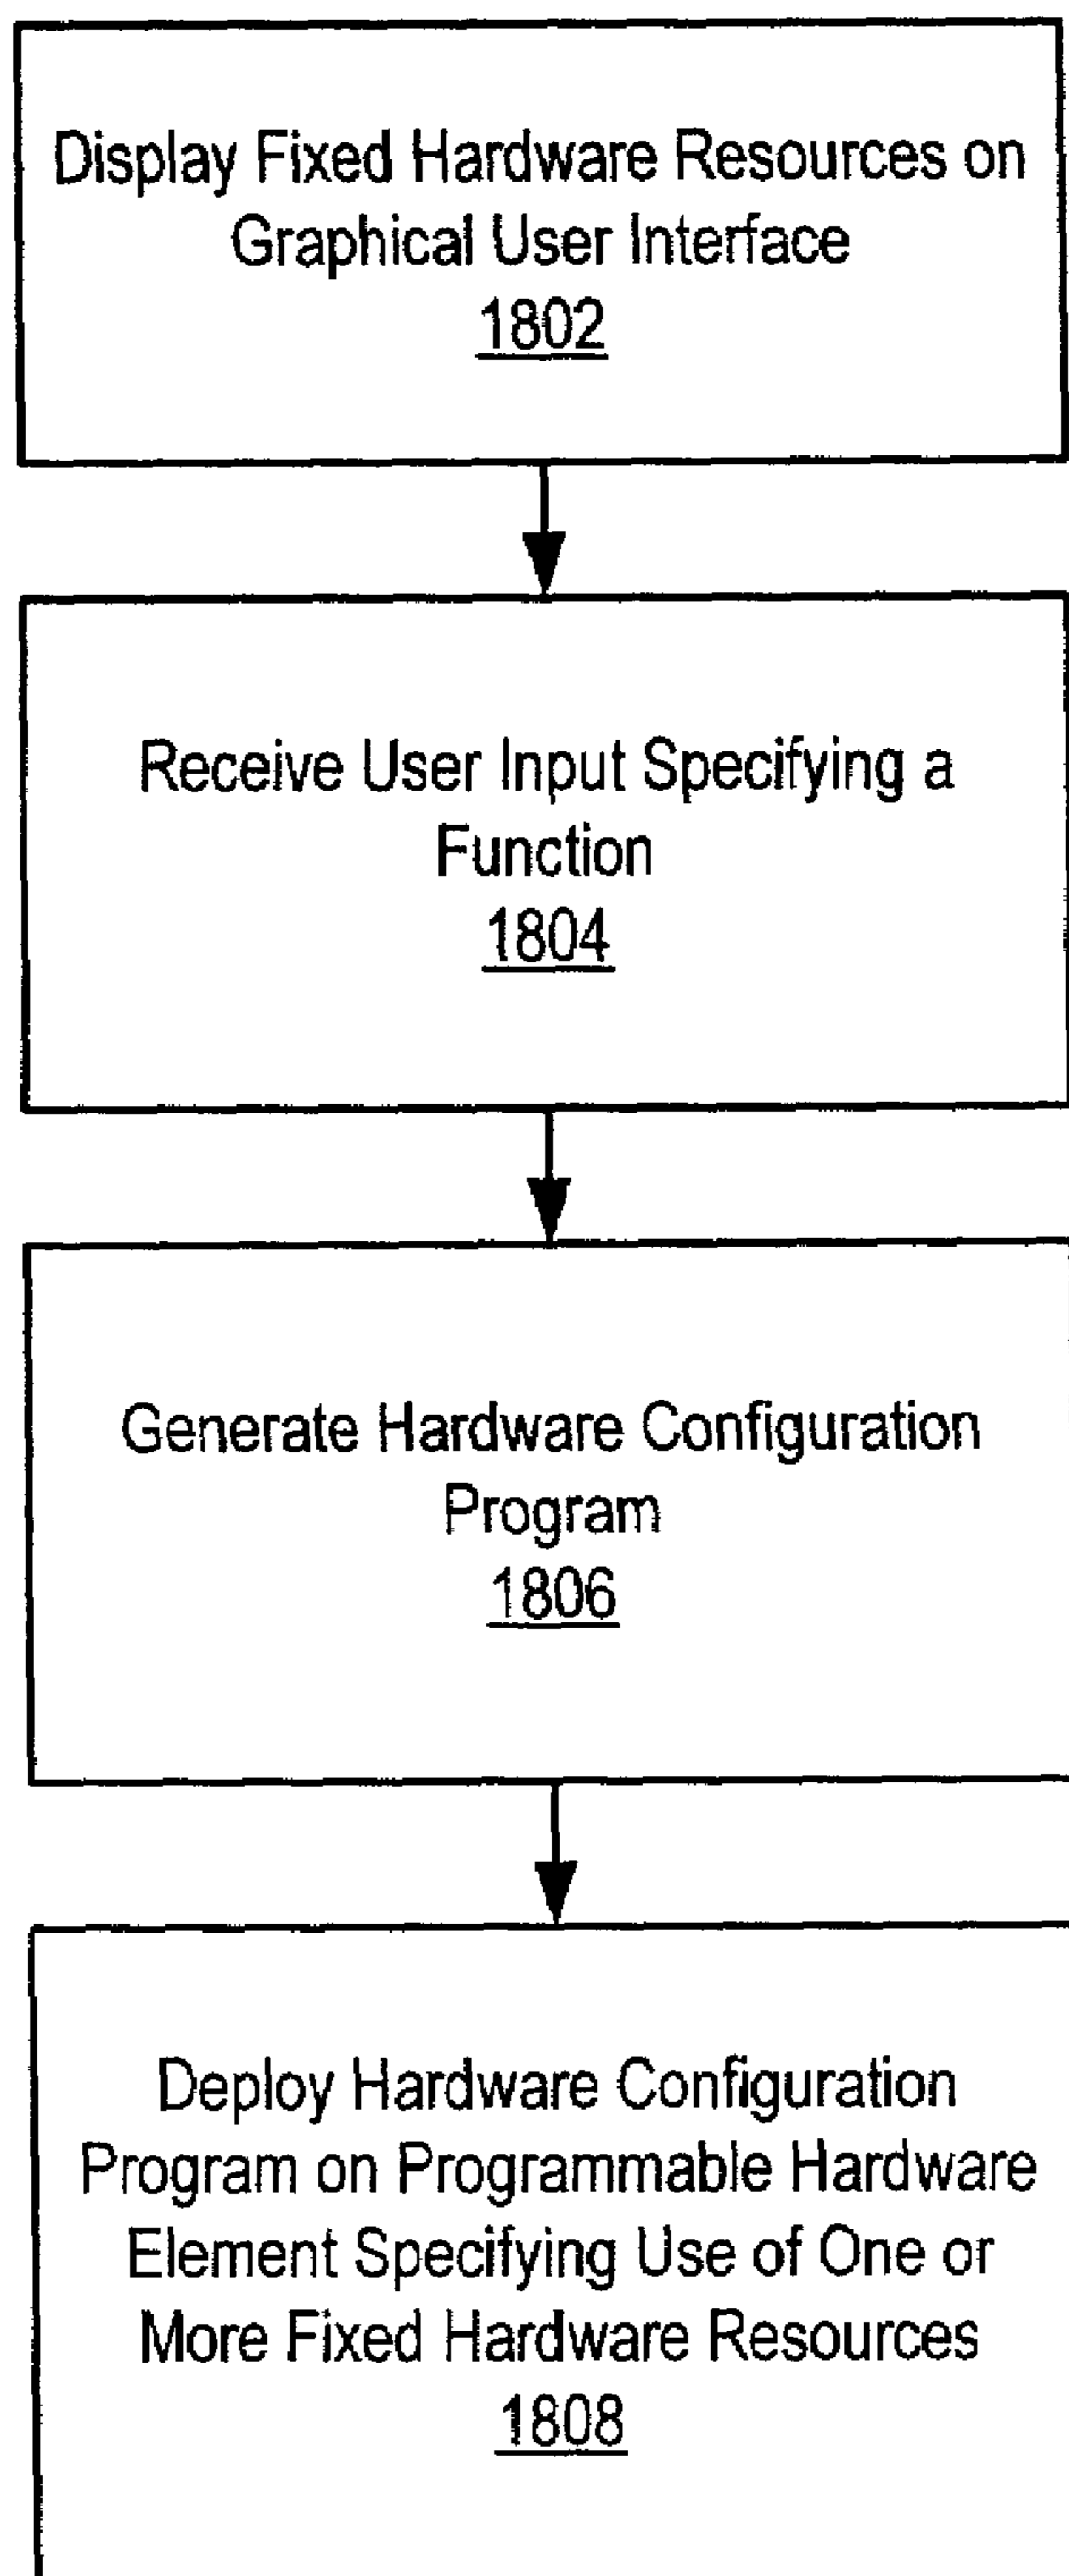 Display Fixed Hardware Resources on
Graphical User Interface
1802
Receive User Input Specifying a
Function
1804
Generate Hardware Configuration
Program
1806
Deploy Hardware Configuration
Program on Programmable Hardware
Element Specifying Use of One or
More Fixed Hardware Resources
1808